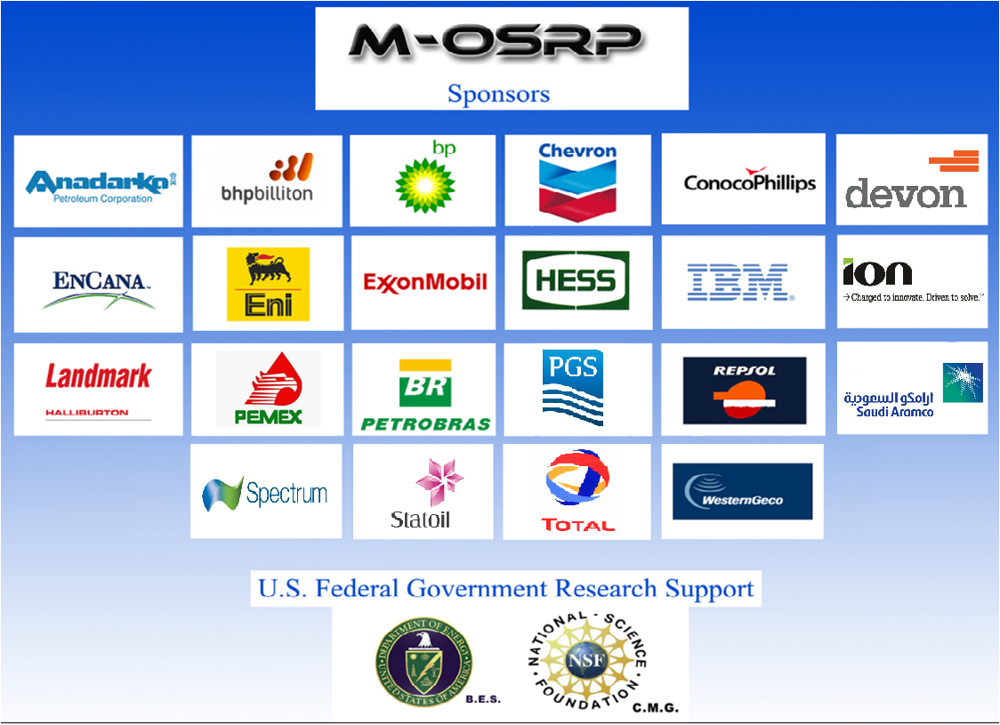 M-OSRP
Sponsors
Anadarko
Petroleum Corporation
bhpbilliton
bp
Chevron
ConocoPhillips
devon
ENCANA™
Eni
ExxonMobil
HESS
IBM®
ion
→Charged to innovate. Driven to solve.™
Landmark
HALLIBURTON
PEMEX
BR
PETROBRAS
PGS
REPSOL
ارامكو السعودية
Saudi Aramco
Spectrum
Statoil
TOTAL
WesternGeco
U.S. Federal Government Research Support
DEPARTMENT OF ENERGY
UNITED STATES OF AMERICA
B.E.S.
NATIONAL · SCIENCE
NSF
FOUNDATION
C.M.G.